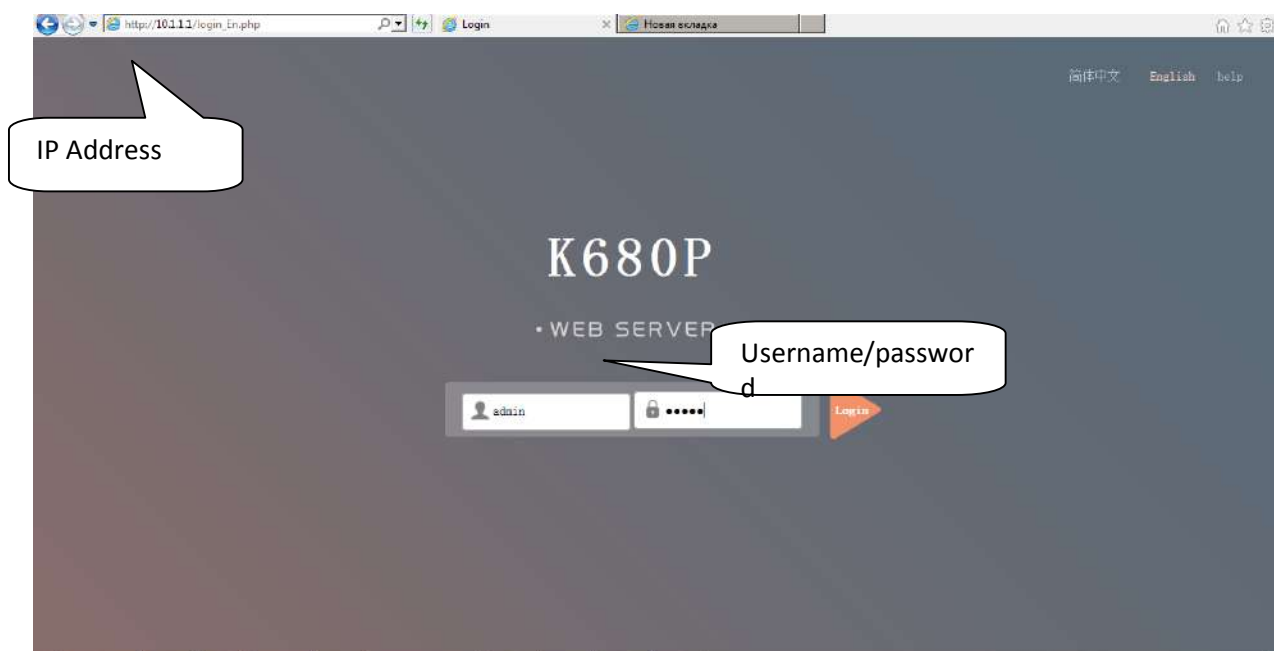 http://10.1.1.1/login_En.php
Login
Новая вкладка
简体中文 English help
IP Address
K680P
• WEB SERVER
Username/passwor
d
admin
•••••
Login